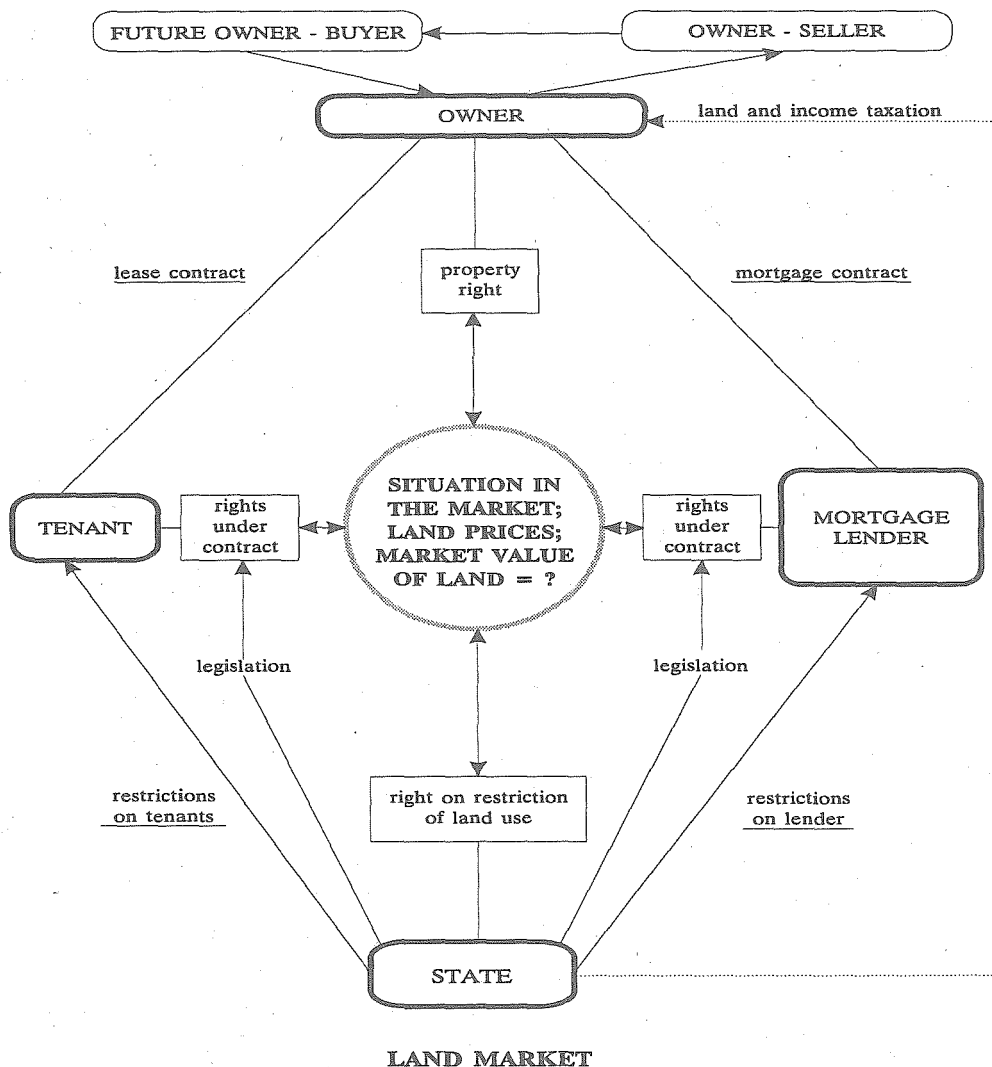 FUTURE OWNER - BUYER
OWNER - SELLER
OWNER
land and income taxation
lease contract
property
right
mortgage contract
SITUATION IN
THE MARKET;
LAND PRICES;
MARKET VALUE
OF LAND = ?
TENANT
rights
under
contract
rights
under
contract
MORTGAGE
LENDER
legislation
legislation
restrictions
on tenants
right on restriction
of land use
restrictions
on lender
STATE
LAND MARKET